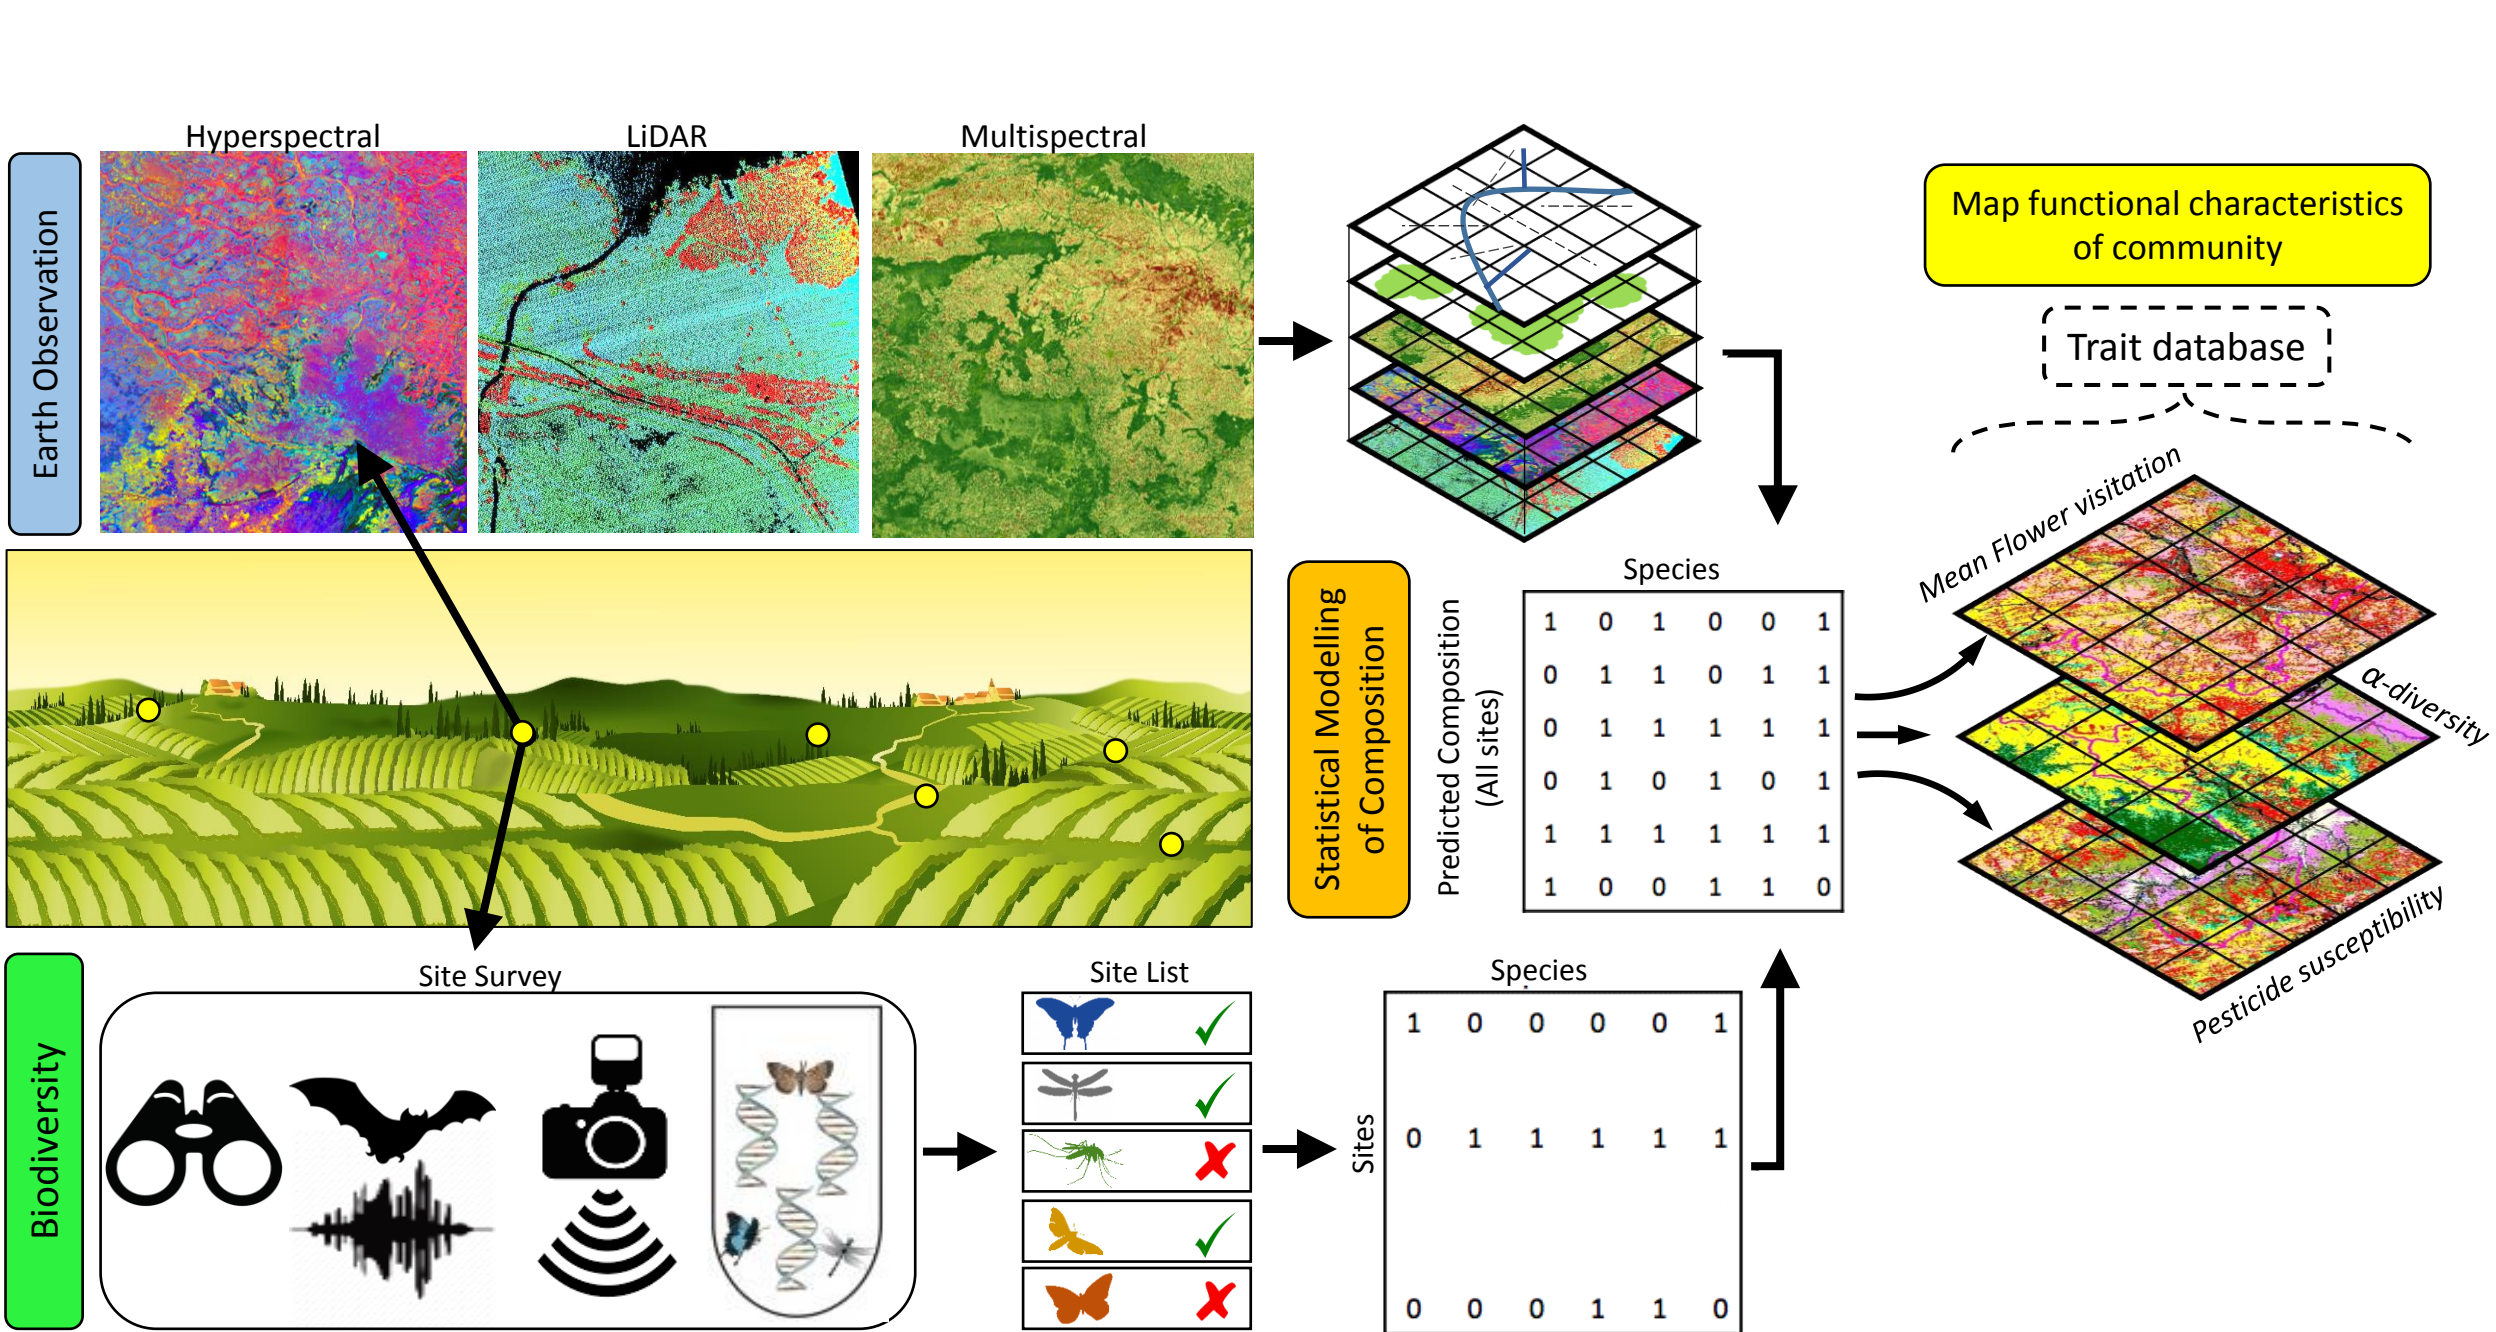 Hyperspectral
LiDAR
Multispectral
Earth Observation
Map functional characteristics
of community
Trait database
Mean Flower visitation
α-diversity
Pesticide susceptibility
Statistical Modelling
of Composition
Species
Predicted Composition
(All sites)
1 0 1 0 0 1
0 1 1 0 1 1
0 1 1 1 1 1
0 1 0 1 0 1
1 1 1 1 1 1
1 0 0 1 1 0
Biodiversity
Site Survey
Site List
Species
Sites
1 0 0 0 0 1
0 1 1 1 1 1
0 0 0 1 1 0